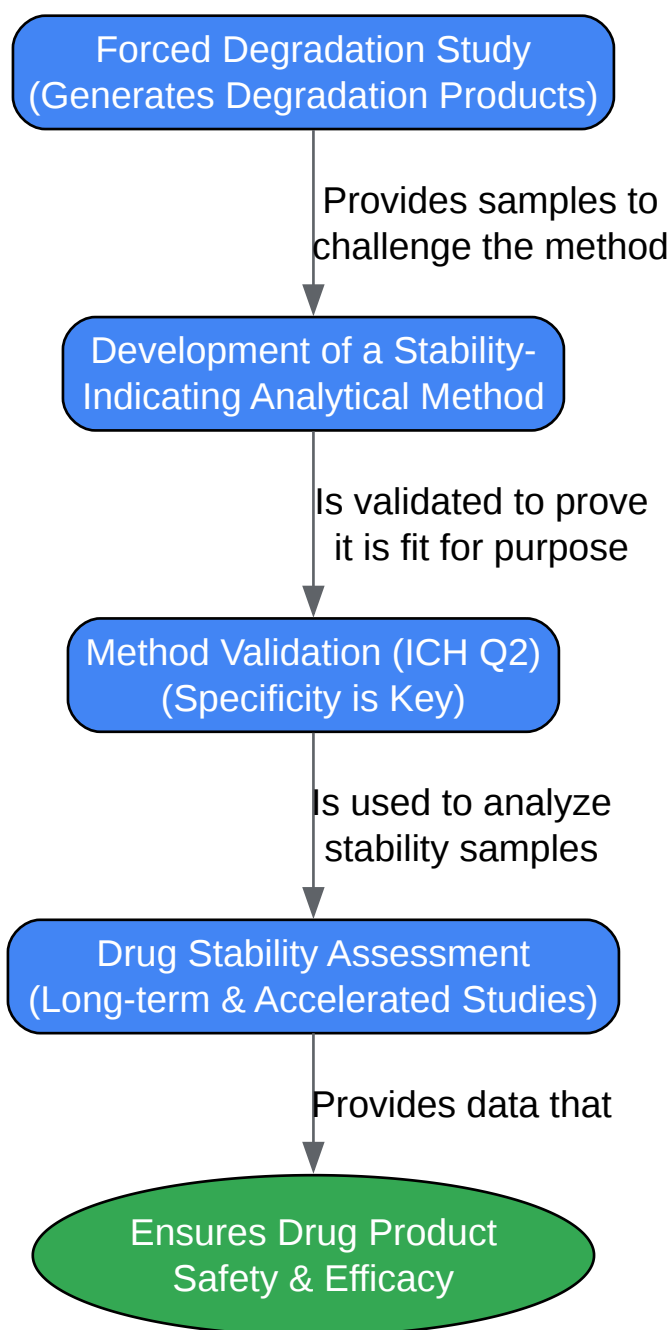 Forced Degradation Study
(Generates Degradation Products)
Provides samples to
challenge the method
Development of a Stability-
Indicating Analytical Method
Is validated to prove
it is fit for purpose
Method Validation (ICH Q2)
(Specificity is Key)
Is used to analyze
stability samples
Drug Stability Assessment
(Long-term & Accelerated Studies)
Provides data that
Ensures Drug Product
Safety & Efficacy